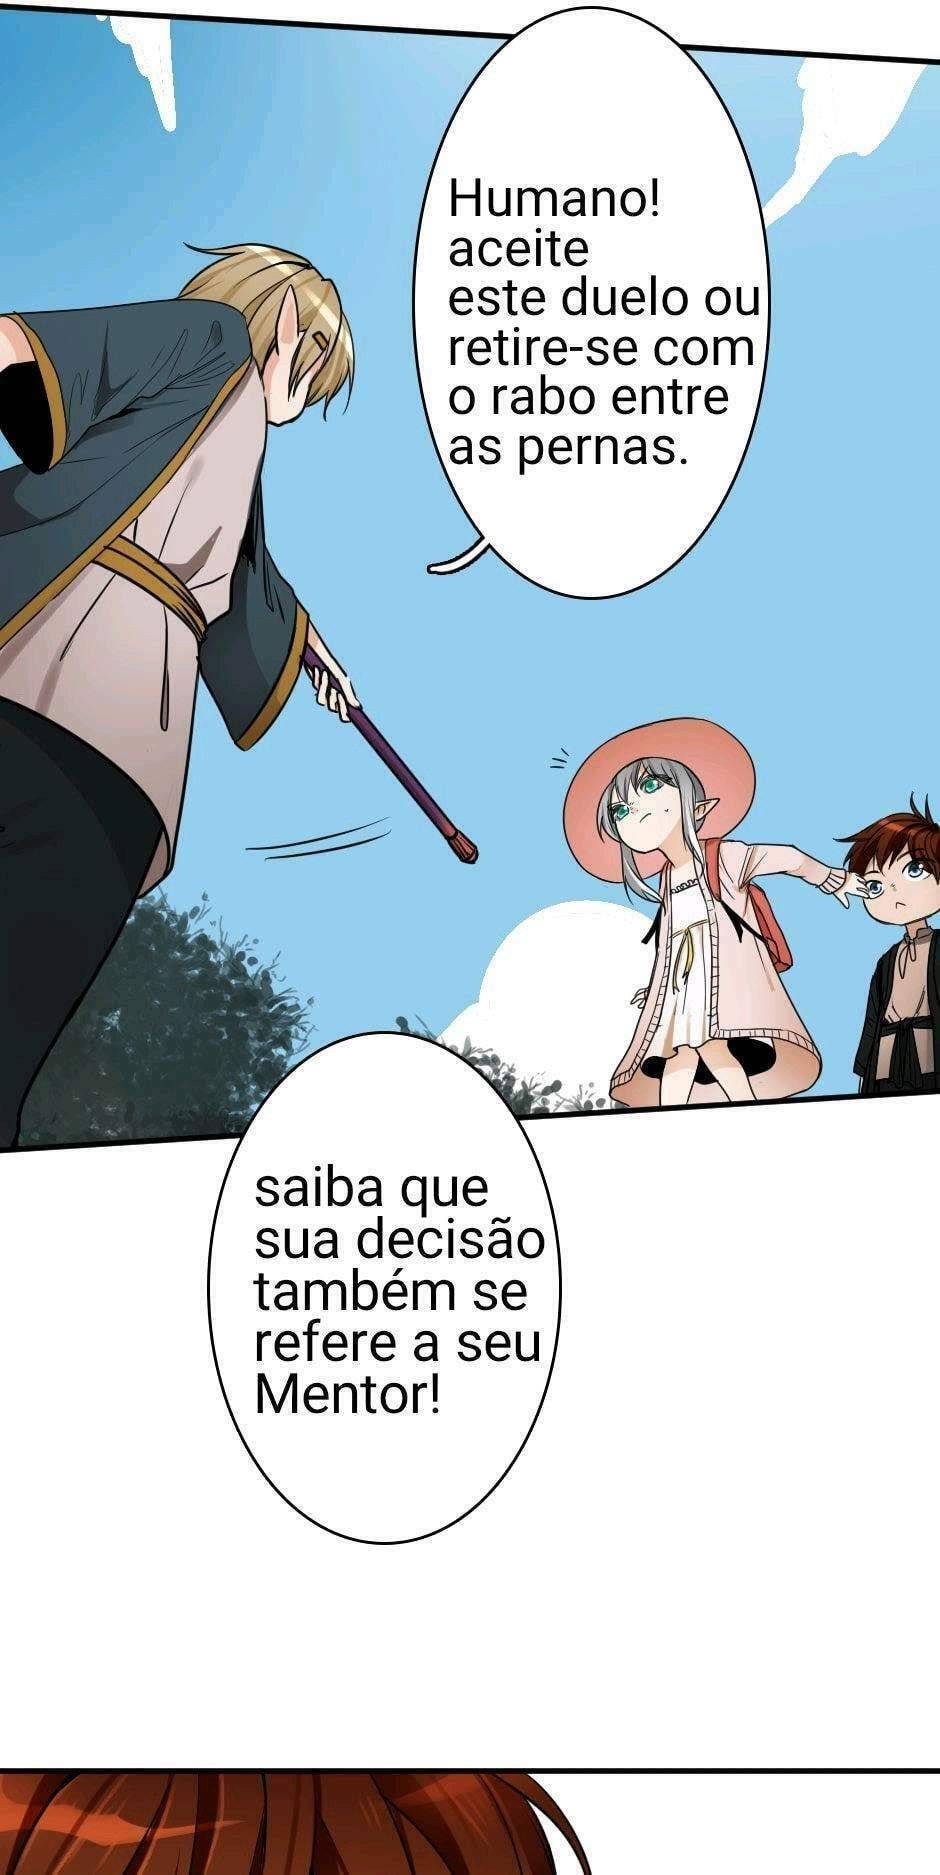 Humano!
aceite
este duelo ou
retire-se com
o rabo entre
as pernas.
saiba que
sua decisão
também se
refere a seu
Mentor!